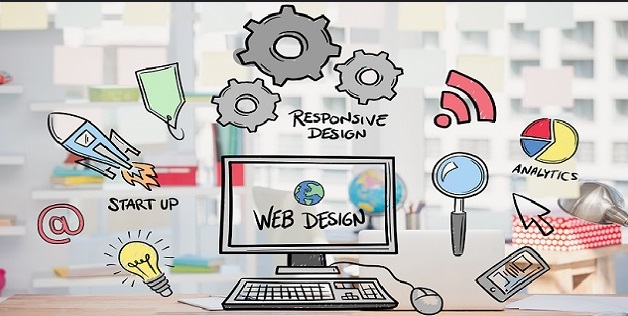 RESPONSIVE
DESIGN
ANALYTICS
START UP
@
WEB DESIGN